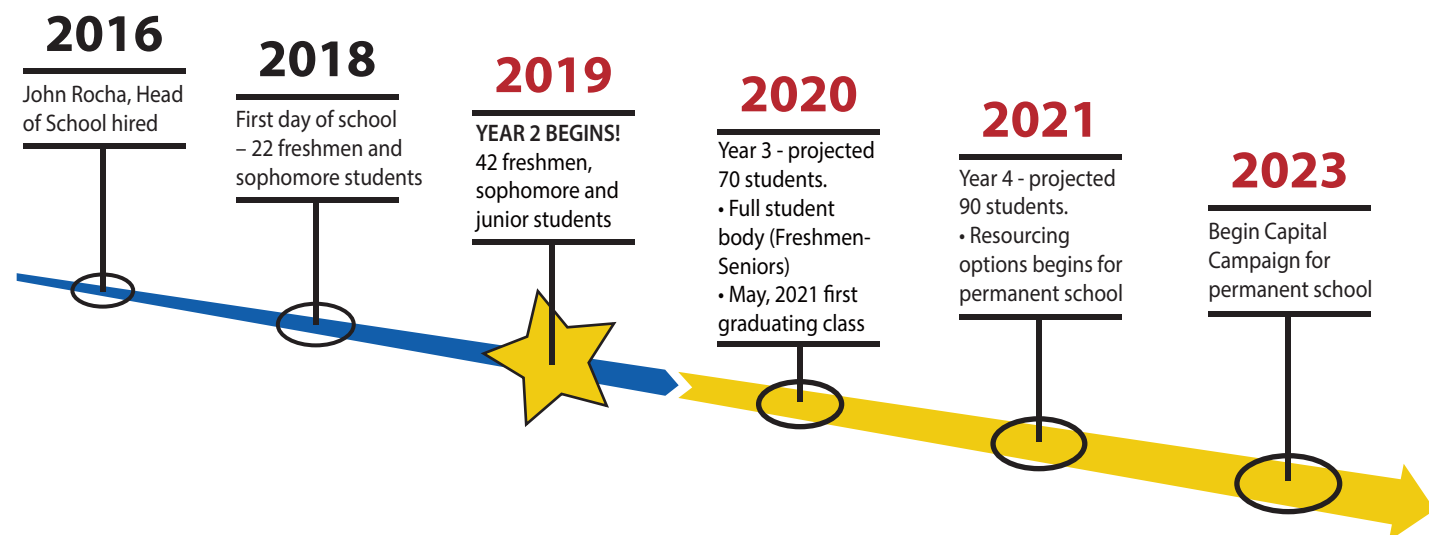 2016
John Rocha, Head
of School hired
2018
First day of school
– 22 freshmen and
sophomore students
2019
YEAR 2 BEGINS!
42 freshmen,
sophomore and
junior students
2020
Year 3 - projected
70 students.
• Full student
body (Freshmen-
Seniors)
• May, 2021 first
graduating class
2021
Year 4 - projected
90 students.
• Resourcing
options begins for
permanent school
2023
Begin Capital
Campaign for
permanent school